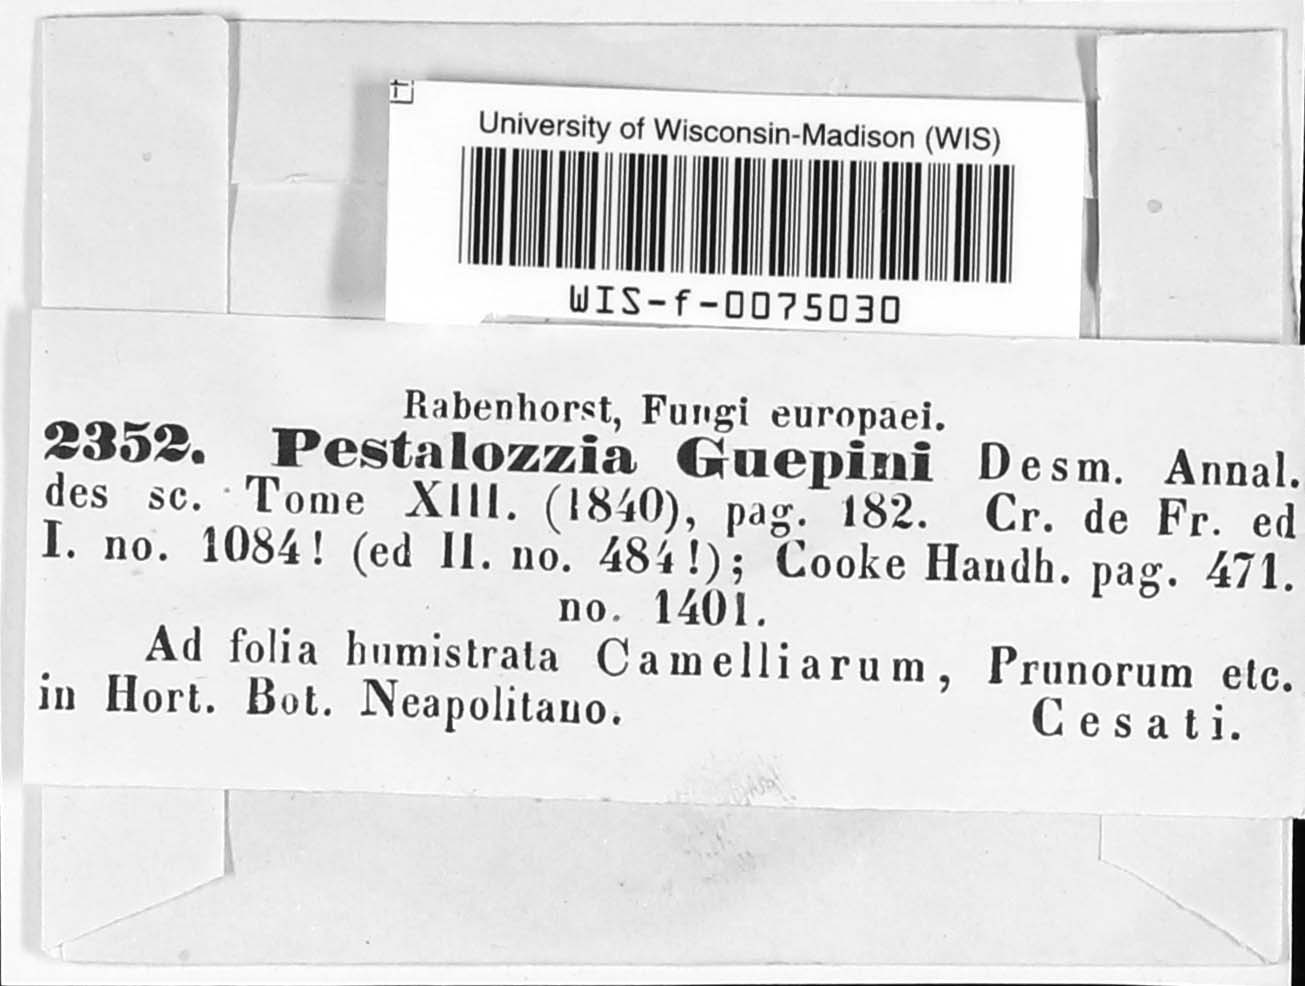 University of Wisconsin-Madison (WIS)
WIS-f-0075030
Rabenhorst, Fungi europaei.
2352. Pestalozzia Guepini Desm. Annal.
des sc. Tome XIII. (1840), pag. 182. Cr. de Fr. ed
I. no. 1084! (ed II. no. 484!); Cooke Handb. pag. 471.
no. 1401.
Ad folia humistrata Camelliarum, Prunorum etc.
in Hort. Bot. Neapolitano. Cesati.